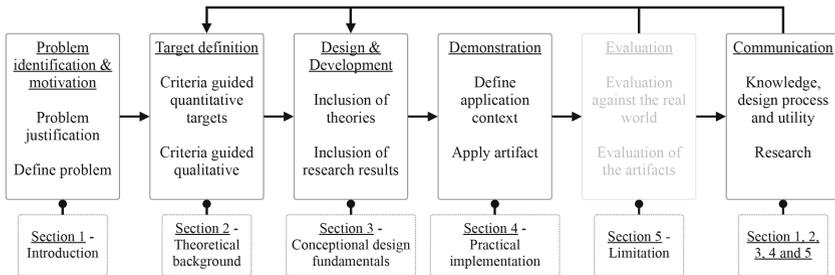 Problem
identification &
motivation
Problem
justification
Define problem
Target definition
Criteria guided
quantitative
targets
Criteria guided
qualitative
Design &
Development
Inclusion of
theories
Inclusion of
research results
Demonstration
Define
application
context
Apply artifact
Evaluation
Evaluation
against the real
world
Evaluation of
the artifacts
Communication
Knowledge,
design process
and utility
Research
Section 1 -
Introduction
Section 2 -
Theoretical
background
Section 3 -
Conceptional design
fundamentals
Section 4 -
Practical
implementation
Section 5 -
Limitation
Section 1, 2,
3, 4 and 5